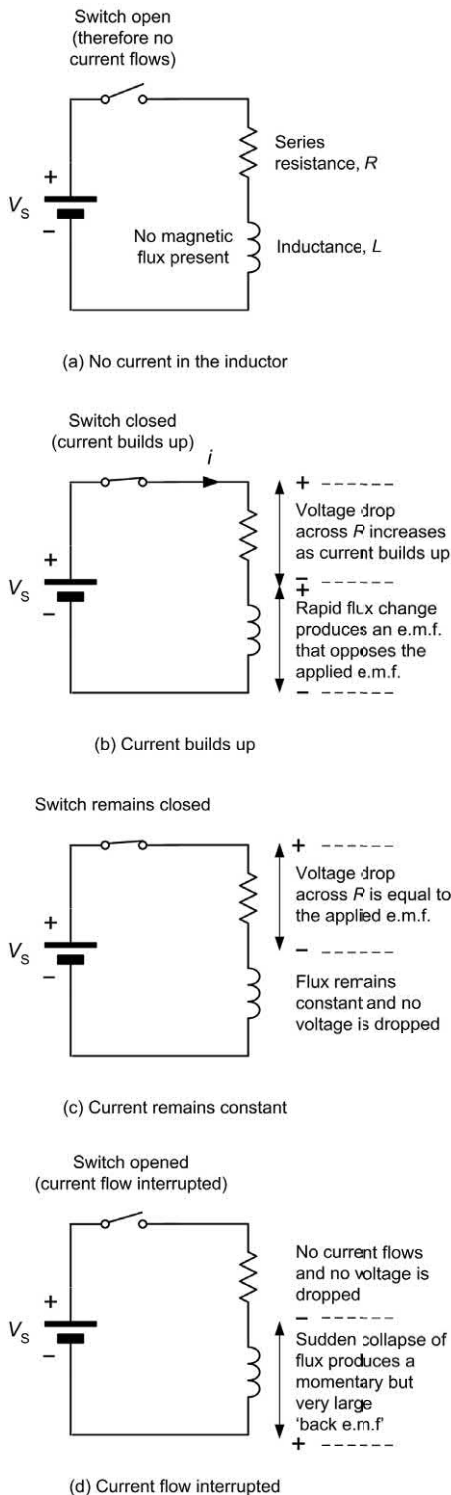 Switch open
(therefore no
current flows)
Series
resistance, R
+
VS
−
No magnetic
flux present
Inductance, L
(a) No current in the inductor
Switch closed
(current builds up)
i
+
Voltage drop
across R increases
as current builds up
−
+
VS
−
+
Rapid flux change
produces an e.m.f.
that opposes the
applied e.m.f.
−
(b) Current builds up
Switch remains closed
+
Voltage drop
across R is equal to
the applied e.m.f.
−
+
VS
−
Flux remains
constant and no
voltage is dropped
(c) Current remains constant
Switch opened
(current flow interrupted)
No current flows
and no voltage is
dropped
+
VS
−
−
Sudden collapse of
flux produces a
momentary but
very large
‘back e.m.f’
+
(d) Current flow interrupted